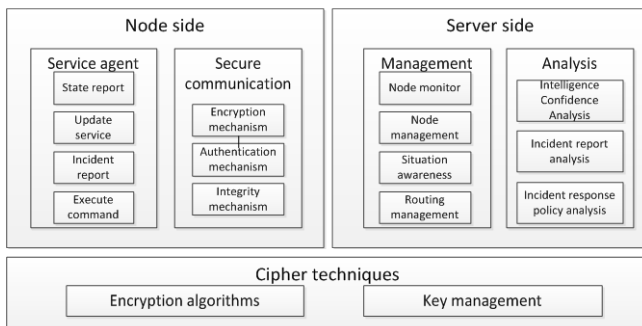 Node side
Service agent
State report
Update
service
Incident
report
Execute
command
Secure
communication
Encryption
mechanism
Authentication
mechanism
Integrity
mechanism
Server side
Management
Node monitor
Node
management
Situation
awareness
Routing
management
Analysis
Intelligence
Confidence
Analysis
Incident report
analysis
Incident response
policy analysis
Cipher techniques
Encryption algorithms
Key management